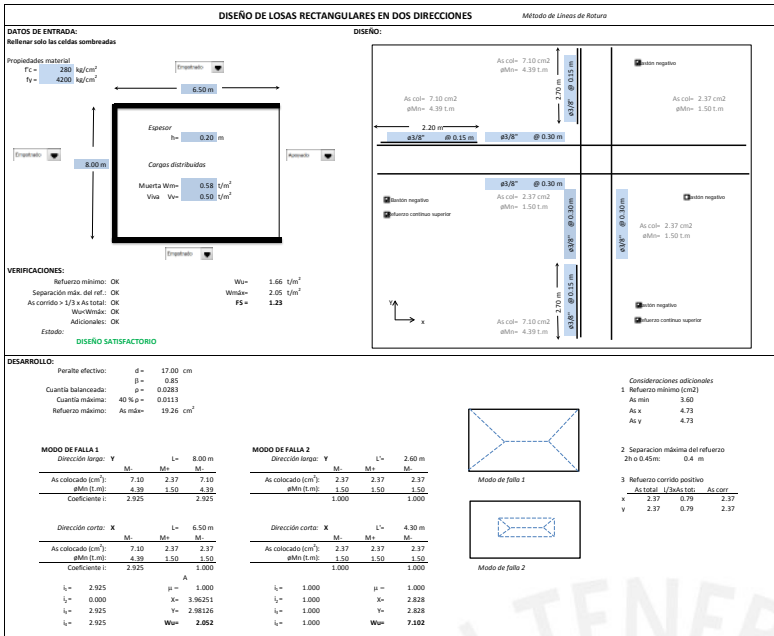 DISEÑO DE LOSAS RECTANGULARES EN DOS DIRECCIONES Método de Líneas de Rotura
DATOS DE ENTRADA: DISEÑO:
Rellenar solo las celdas sombreadas
Propiedades material
f'c = 280 kg/cm²
fy = 4200 kg/cm²
Empotrado
6.50 m
Espesor
h= 0.20 m
Empotrado
8.00 m
Apoyado
Cargas distribuidas
Muerta Wm= 0.58 t/m²
Viva Vv= 0.50 t/m²
Empotrado
As col= 7.10 cm2
øMn= 4.39 t.m
2.70 m
ø3/8" @ 0.15 m
Bastón negativo
As col= 7.10 cm2
øMn= 4.39 t.m
As col= 2.37 cm2
øMn= 1.50 t.m
2.20 m
ø3/8" @ 0.15 m
ø3/8" @ 0.30 m
ø3/8" @ 0.30 m
As col= 2.37 cm2
øMn= 1.50 t.m
ø3/8" @ 0.30 m
ø3/8" @ 0.30 m
Bastón negativo
Refuerzo continuo superior
Bastón negativo
As col= 2.37 cm2
øMn= 1.50 t.m
2.70 m
ø3/8" @ 0.15 m
As col= 7.10 cm2
øMn= 4.39 t.m
Bastón negativo
Refuerzo continuo superior
Y
x
VERIFICACIONES:
Refuerzo mínimo: OK Wu= 1.66 t/m²
Separación máx. del ref.: OK Wmáx= 2.05 t/m²
As corrido > 1/3 x As total: OK FS = 1.23
Wu<Wmáx: OK
Adicionales: OK
Estado:
DISEÑO SATISFACTORIO
DESARROLLO:
Peralte efectivo: d = 17.00 cm
β = 0.85
Cuantía balanceada: ρ = 0.0283
Cuantía máxima: 40 % ρ = 0.0113
Refuerzo máximo: As máx= 19.26 cm²
Consideraciones adicionales
1 Refuerzo mínimo (cm2)
As min 3.60
As x 4.73
As y 4.73
2 Separacion máxima del refuerzo
2h o 0.45m: 0.4 m
3 Refuerzo corrido positivo
As total 1/3xAs tot: As corr
x 2.37 0.79 2.37
y 2.37 0.79 2.37
MODO DE FALLA 1
Dirección larga: Y L= 8.00 m
M- M+ M-
As colocado (cm²): 7.10 2.37 7.10
øMn (t.m): 4.39 1.50 4.39
Coeficiente i: 2.925 2.925
Dirección corta: X L= 6.50 m
M- M+ M-
As colocado (cm²): 7.10 2.37 2.37
øMn (t.m): 4.39 1.50 1.50
Coeficiente i: 2.925 1.000
A
i₁= 2.925 μ = 1.000
i₂= 0.000 X= 3.96251
i₃= 2.925 Y= 2.98126
i₄= 2.925 Wu= 2.052
MODO DE FALLA 2
Dirección larga: Y L'= 2.60 m
M- M+ M-
As colocado (cm²): 2.37 2.37 2.37
øMn (t.m): 1.50 1.50 1.50
1.000 1.000
Dirección corta: X L'= 4.30 m
M- M+ M-
As colocado (cm²): 2.37 2.37 2.37
øMn (t.m): 1.50 1.50 1.50
Coeficiente i: 1.000 1.000
i₁= 1.000 μ = 1.000
i₂= 1.000 X= 2.828
i₃= 1.000 Y= 2.828
i₄= 1.000 Wu= 7.102
Modo de falla 1
Modo de falla 2